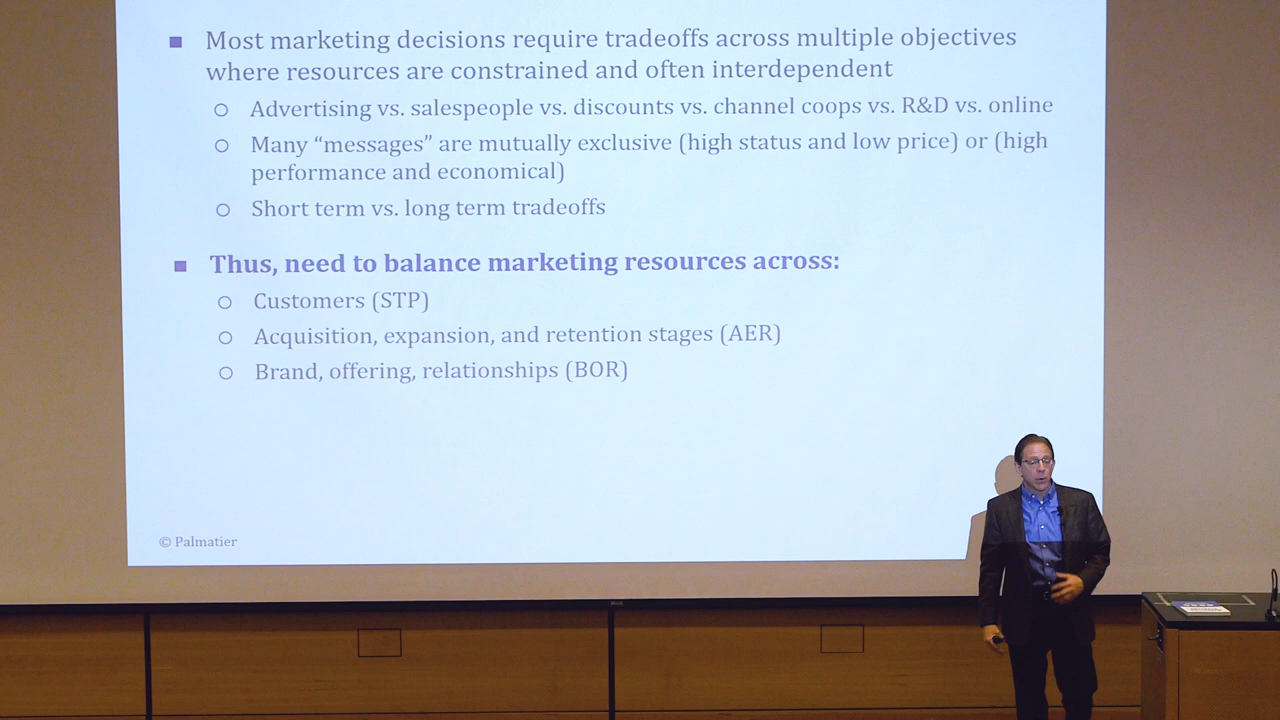 Most marketing decisions require tradeoffs across multiple objectives
where resources are constrained and often interdependent
Advertising vs. salespeople vs. discounts vs. channel coops vs. R&D vs. online
Many “messages” are mutually exclusive (high status and low price) or (high
performance and economical)
Short term vs. long term tradeoffs
Thus, need to balance marketing resources across:
Customers (STP)
Acquisition, expansion, and retention stages (AER)
Brand, offering, relationships (BOR)
© Palmatier